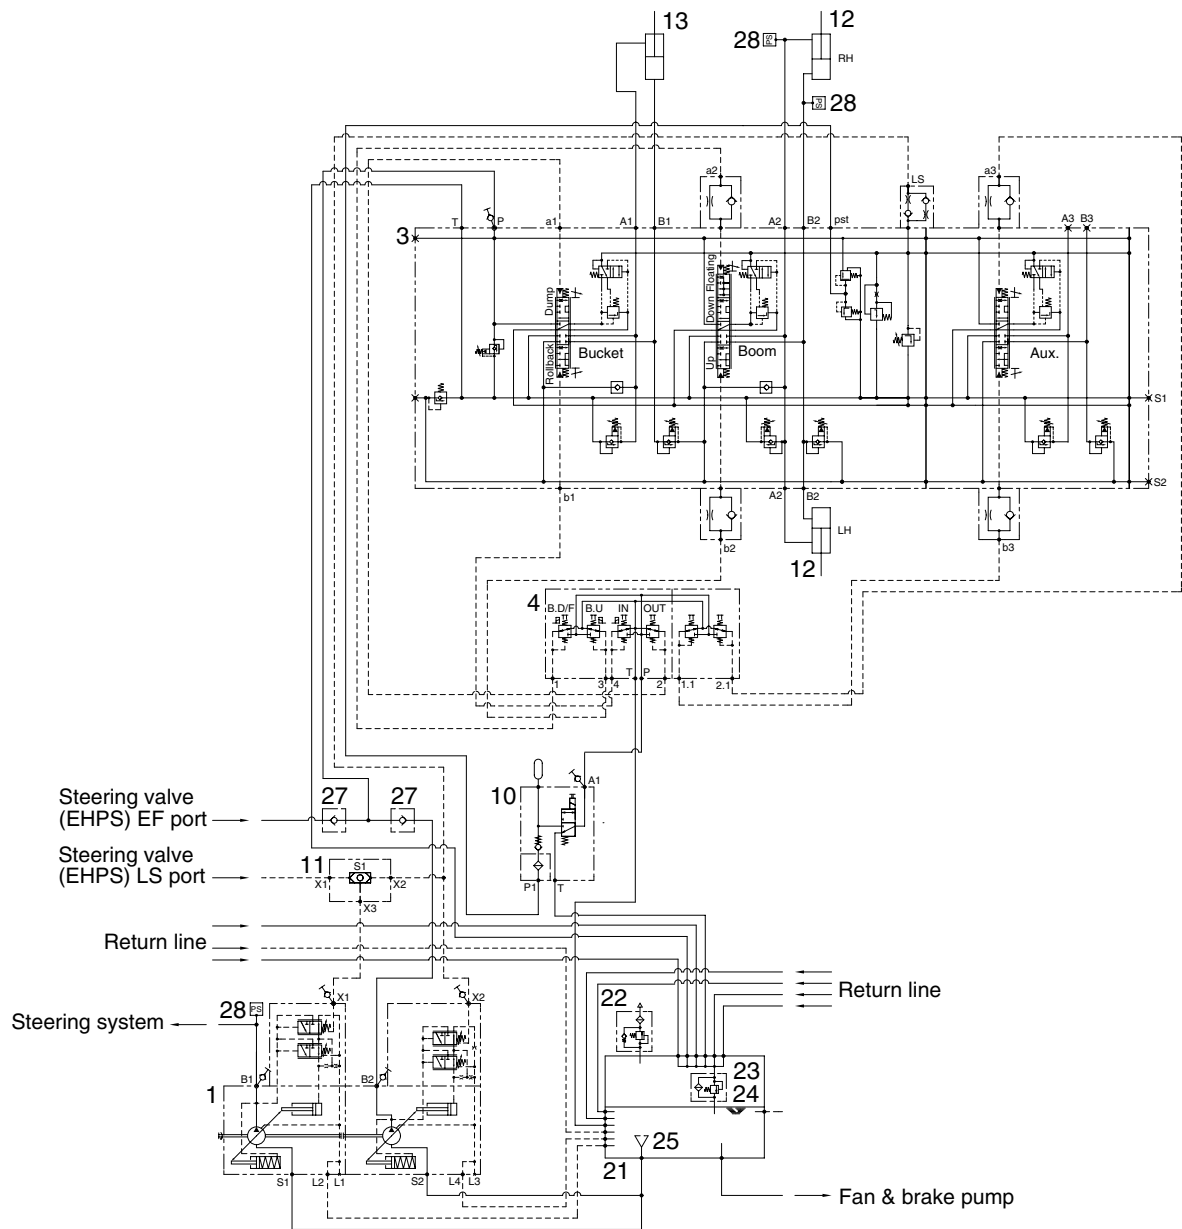 13
12
28
PS
RH
PS
28
a2
LS
a3
T
P
a1
A1
B1
A2
B2
pst
A3
B3
3
Dump
Rollback
Bucket
Floating
Down
Up
Boom
Aux.
S1
S2
b1
A2
B2
b2
LH
b3
12
4
B.D/F
B.U
IN
OUT
T
P
1
3
4
2
1.1
2.1
10
A1
Steering valve
(EHPS) EF port
27
27
Steering valve
(EHPS) LS port
11
S1
X1
X2
X3
P1
T
Return line
Return line
28
PS
X1
X2
22
Steering system
B1
B2
1
23
24
25
21
S1
L2
L1
S2
L4
L3
Fan & brake pump